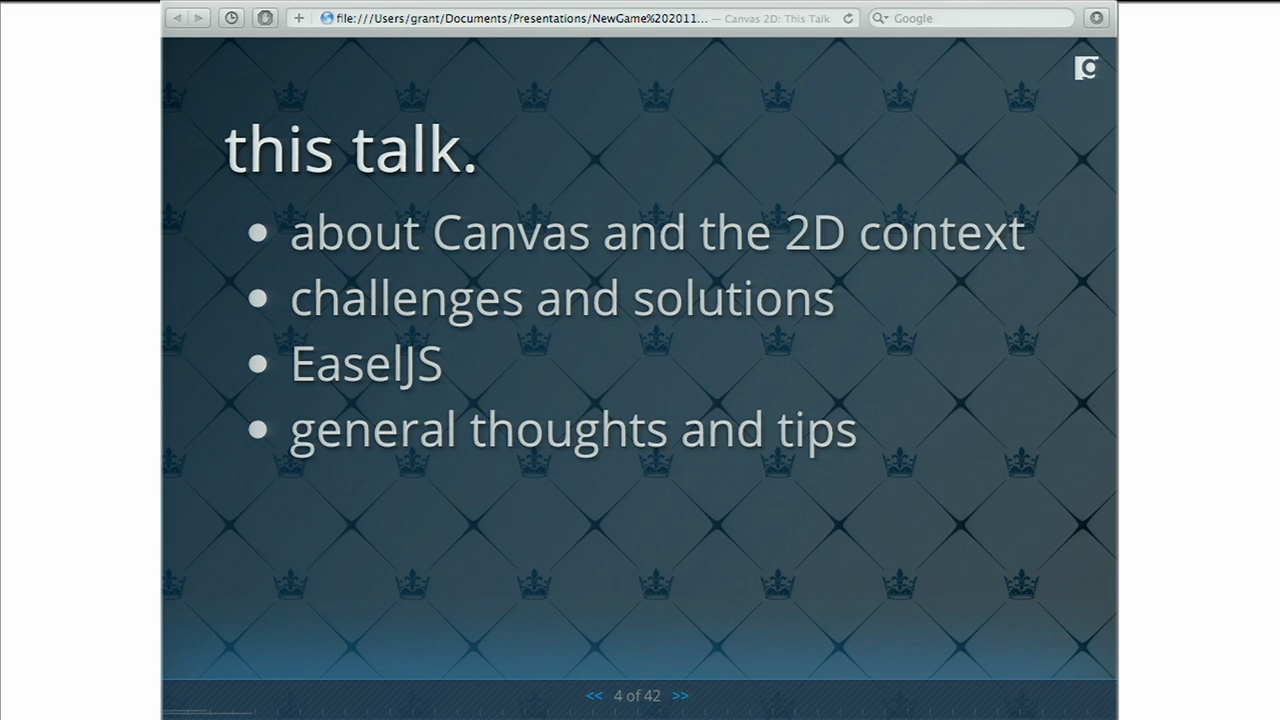 file:///Users/grant/Documents/Presentations/NewGame%202011... — Canvas 2D: This Talk
Google
g
this talk.
• about Canvas and the 2D context
• challenges and solutions
• EaselJS
• general thoughts and tips
<< 4 of 42 >>